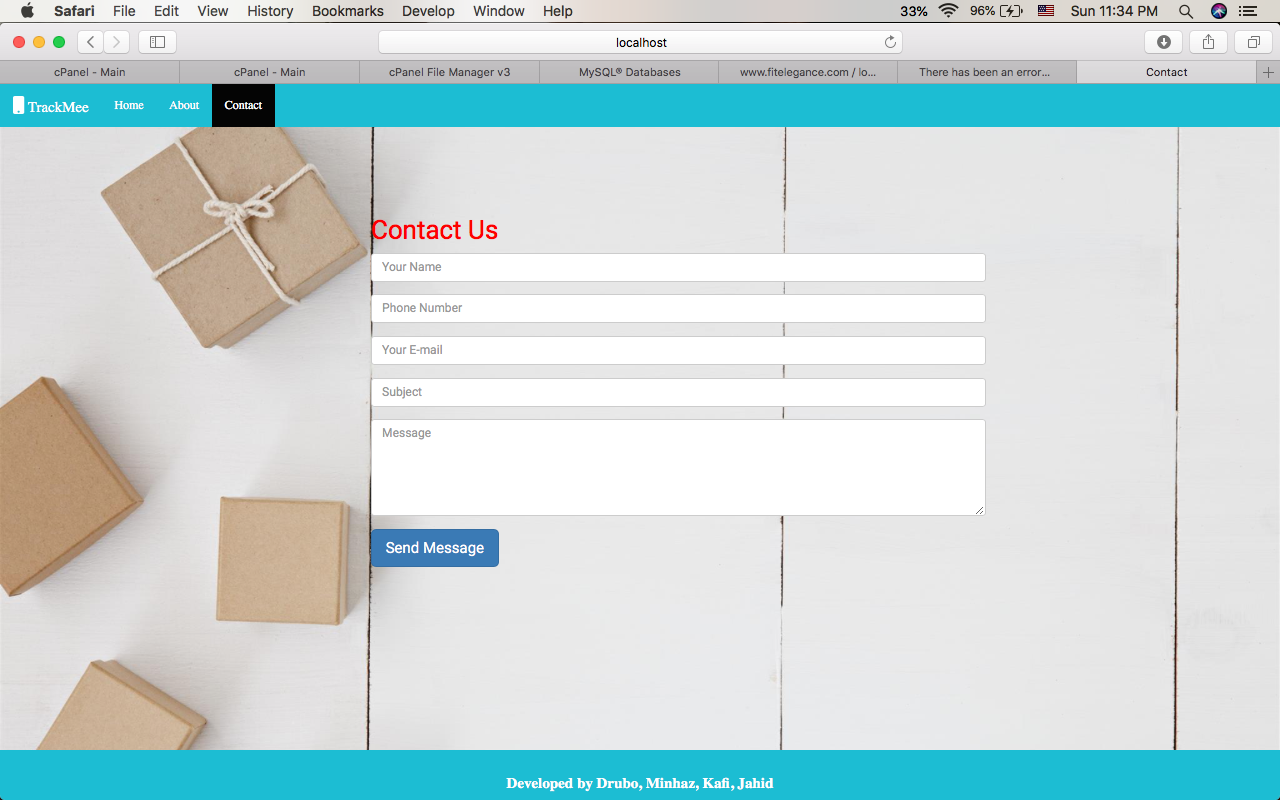 Safari File Edit View History Bookmarks Develop Window Help 33% 96% Sun 11:34 PM
localhost
cPanel - Main cPanel - Main cPanel File Manager v3 MySQL® Databases www.fitelegance.com / lo... There has been an error... Contact
TrackMee Home About Contact
Contact Us
Your Name
Phone Number
Your E-mail
Subject
Message
Send Message
Developed by Drubo, Minhaz, Kafi, Jahid